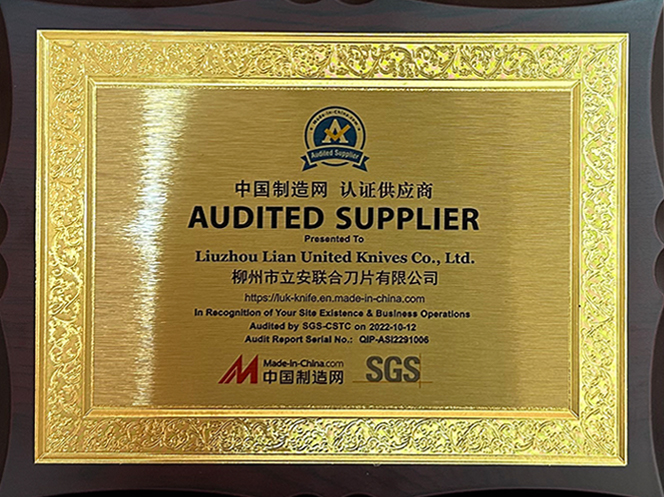 Made-in-China.com
Audited Supplier
中国制造网 认证供应商
AUDITED SUPPLIER
Presented To
Liuzhou Lian United Knives Co., Ltd.
柳州市立安联合刀片有限公司
https://luk-knife.en.made-in-china.com
In Recognition of Your Site Existence & Business Operations
Audited by SGS-CSTC on 2022-10-12
Audit Report Serial No.: QIP-ASI2291006
Made-in-China.com
中国制造网
SGS